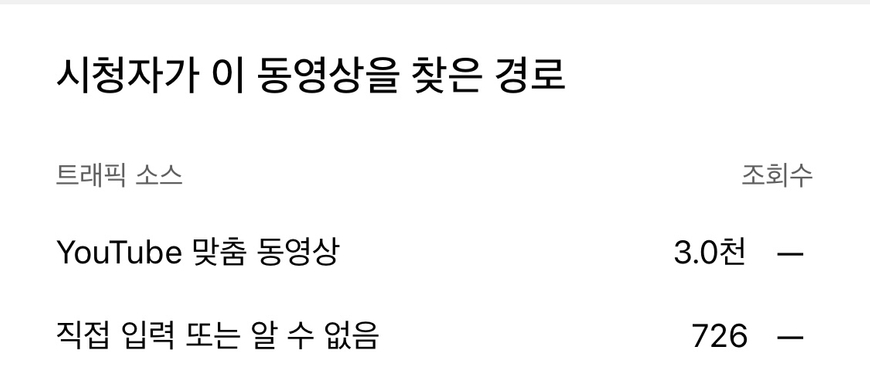 시청자가 이 동영상을 찾은 경로
트래픽 소스 조회수
YouTube 맞춤 동영상 3.0천 —
직접 입력 또는 알 수 없음 726 —